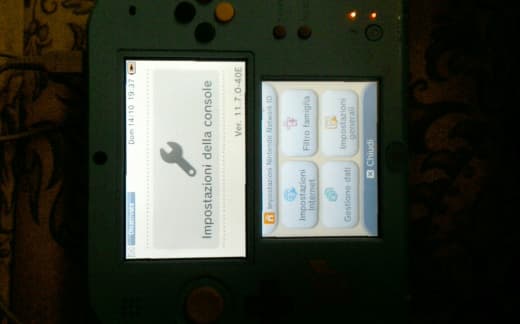 Dom 14/10 19:37
Impostazioni della console
Ver. 11.7.0-40E
Impostazioni Nintendo Network ID
Impostazioni
Internet
Filtro famiglia
Gestione dati
Impostazioni
generali
Chiudi